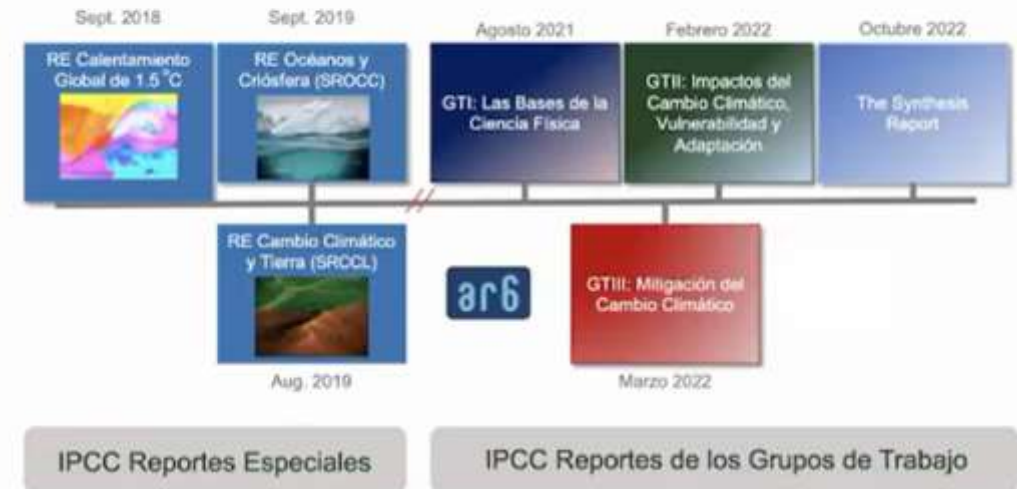 Sept. 2018
RE Calentamiento
Global de 1.5 °C
Sept. 2019
RE Océanos y
Criósfera (SROCC)
Agosto 2021
GTI: Las Bases de la
Ciencia Física
Febrero 2022
GTII: Impactos del
Cambio Climático,
Vulnerabilidad y
Adaptación
Octubre 2022
The Synthesis
Report
RE Cambio Climático
y Tierra (SRCCL)
Aug. 2019
ar6
GTIII: Mitigación del
Cambio Climático
Marzo 2022
IPCC Reportes Especiales
IPCC Reportes de los Grupos de Trabajo